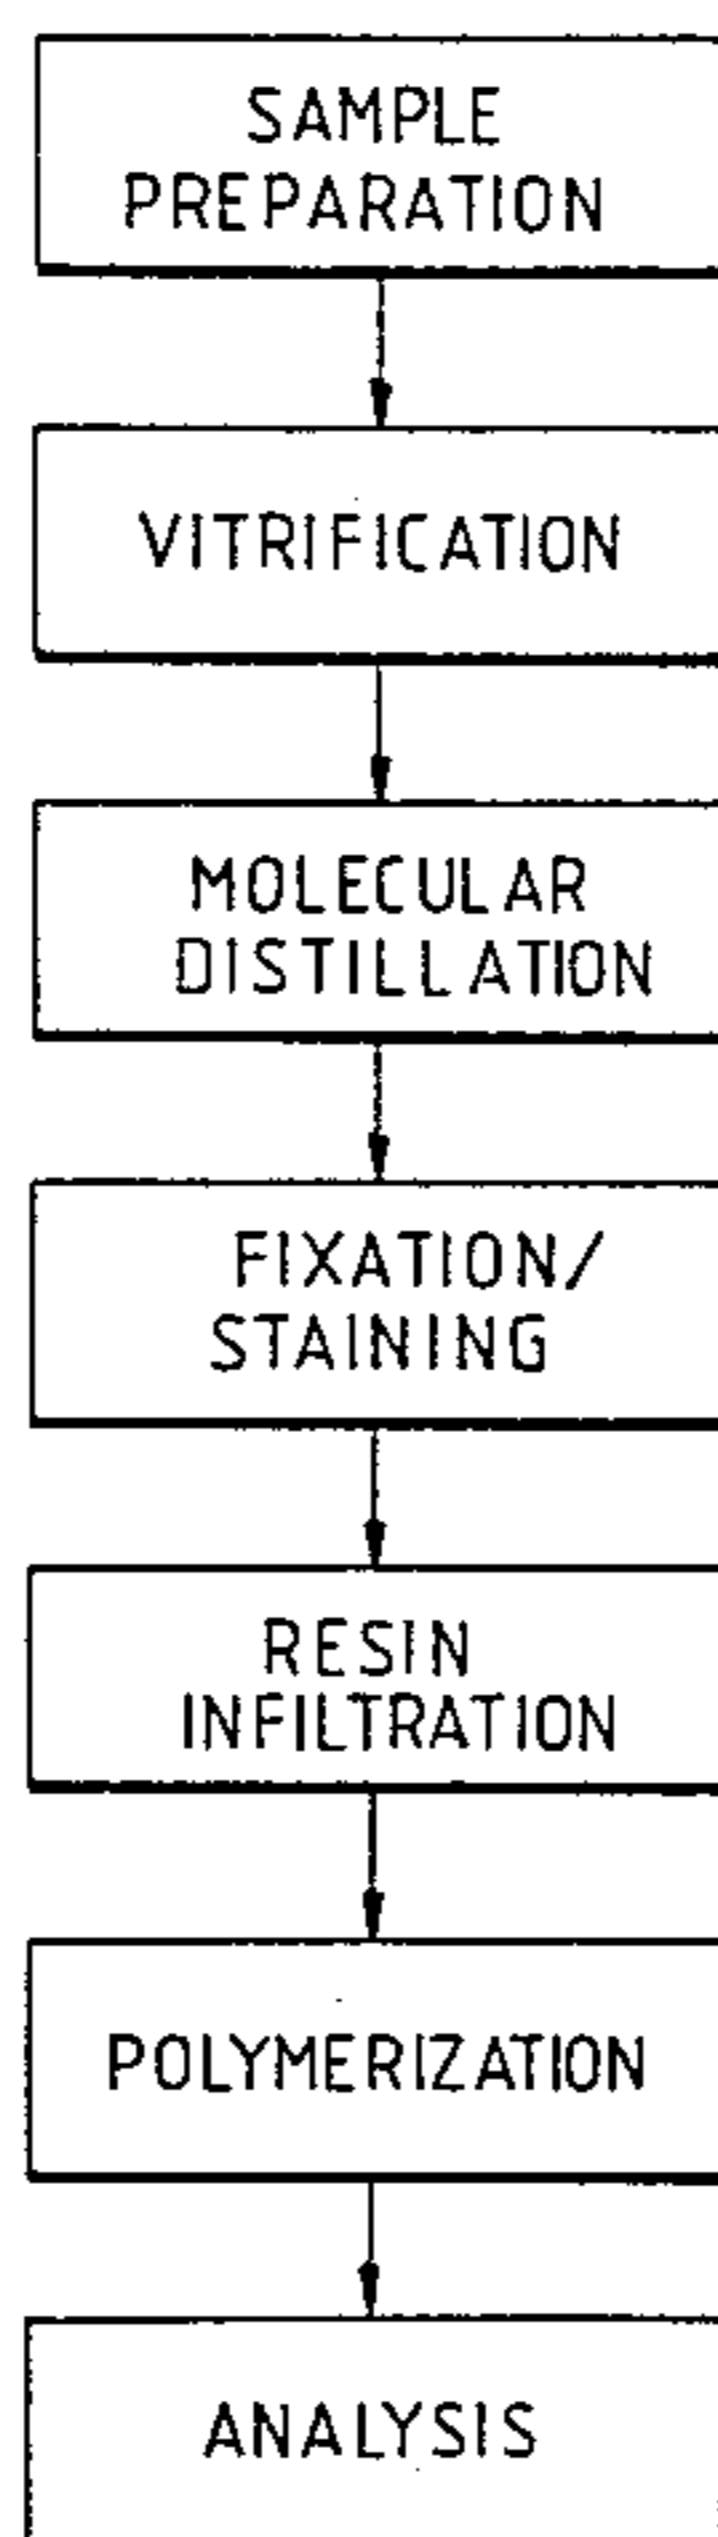 SAMPLE
PREPARATION
VITRIFICATION
MOLECULAR
DISTILLATION
FIXATION/
STAINING
RESIN
INFILTRATION
POLYMERIZATION
ANALYSIS